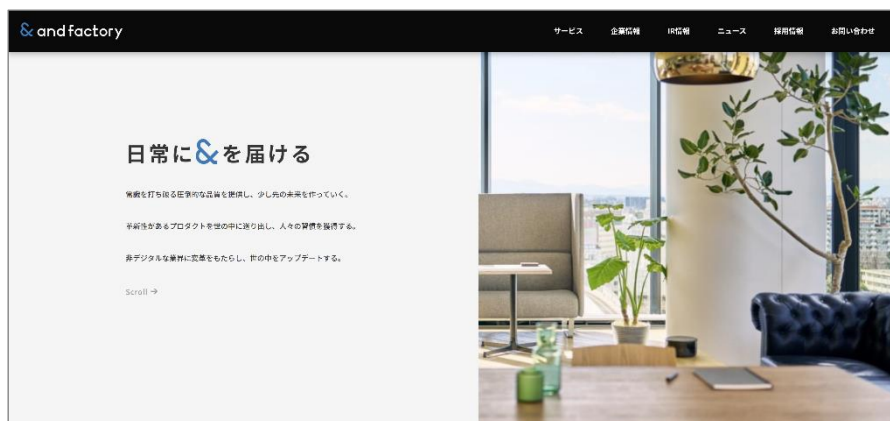 & and factory
サービス
企業情報
IR情報
ニュース
採用情報
お問い合わせ
日常に&を届ける
常識を打ち破る圧倒的な品質を提供し、少し先の未来を作っていく。
革新性があるプロダクトを世の中に送り出し、人々の習慣を獲得する。
非デジタルな業界に変革をもたらし、世の中をアップデートする。
Scroll →